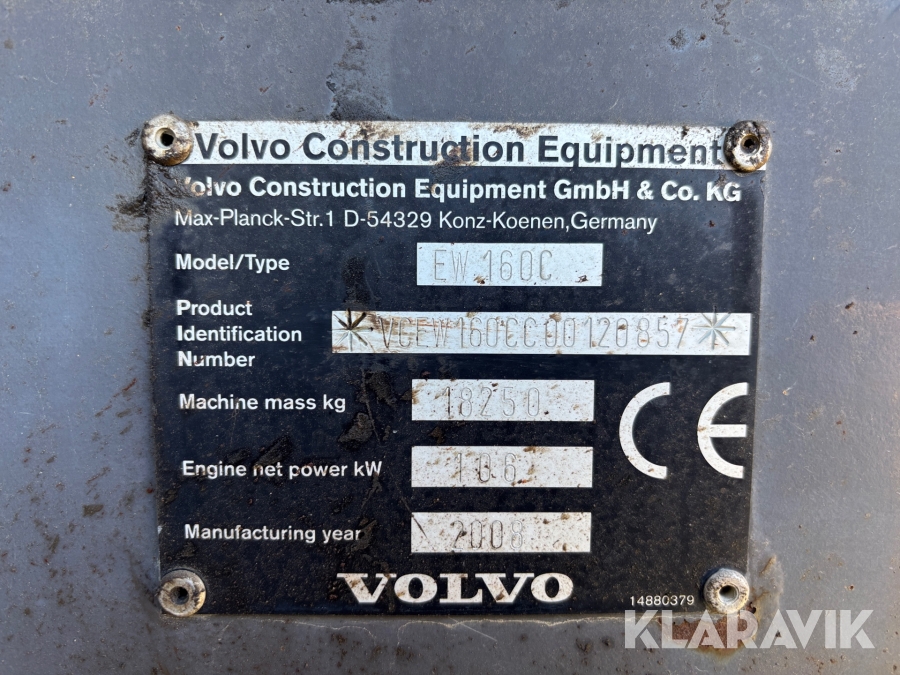 Volvo Construction Equipment
Volvo Construction Equipment GmbH & Co. KG
Max-Planck-Str.1 D-54329 Konz-Koenen,Germany
Model/Type EW160C
Product
Identification
Number
*VCEW160CC00120857*
Machine mass kg 18250
Engine net power kW 106
Manufacturing year 2008
CE
VOLVO
14880379
KLARAVIK